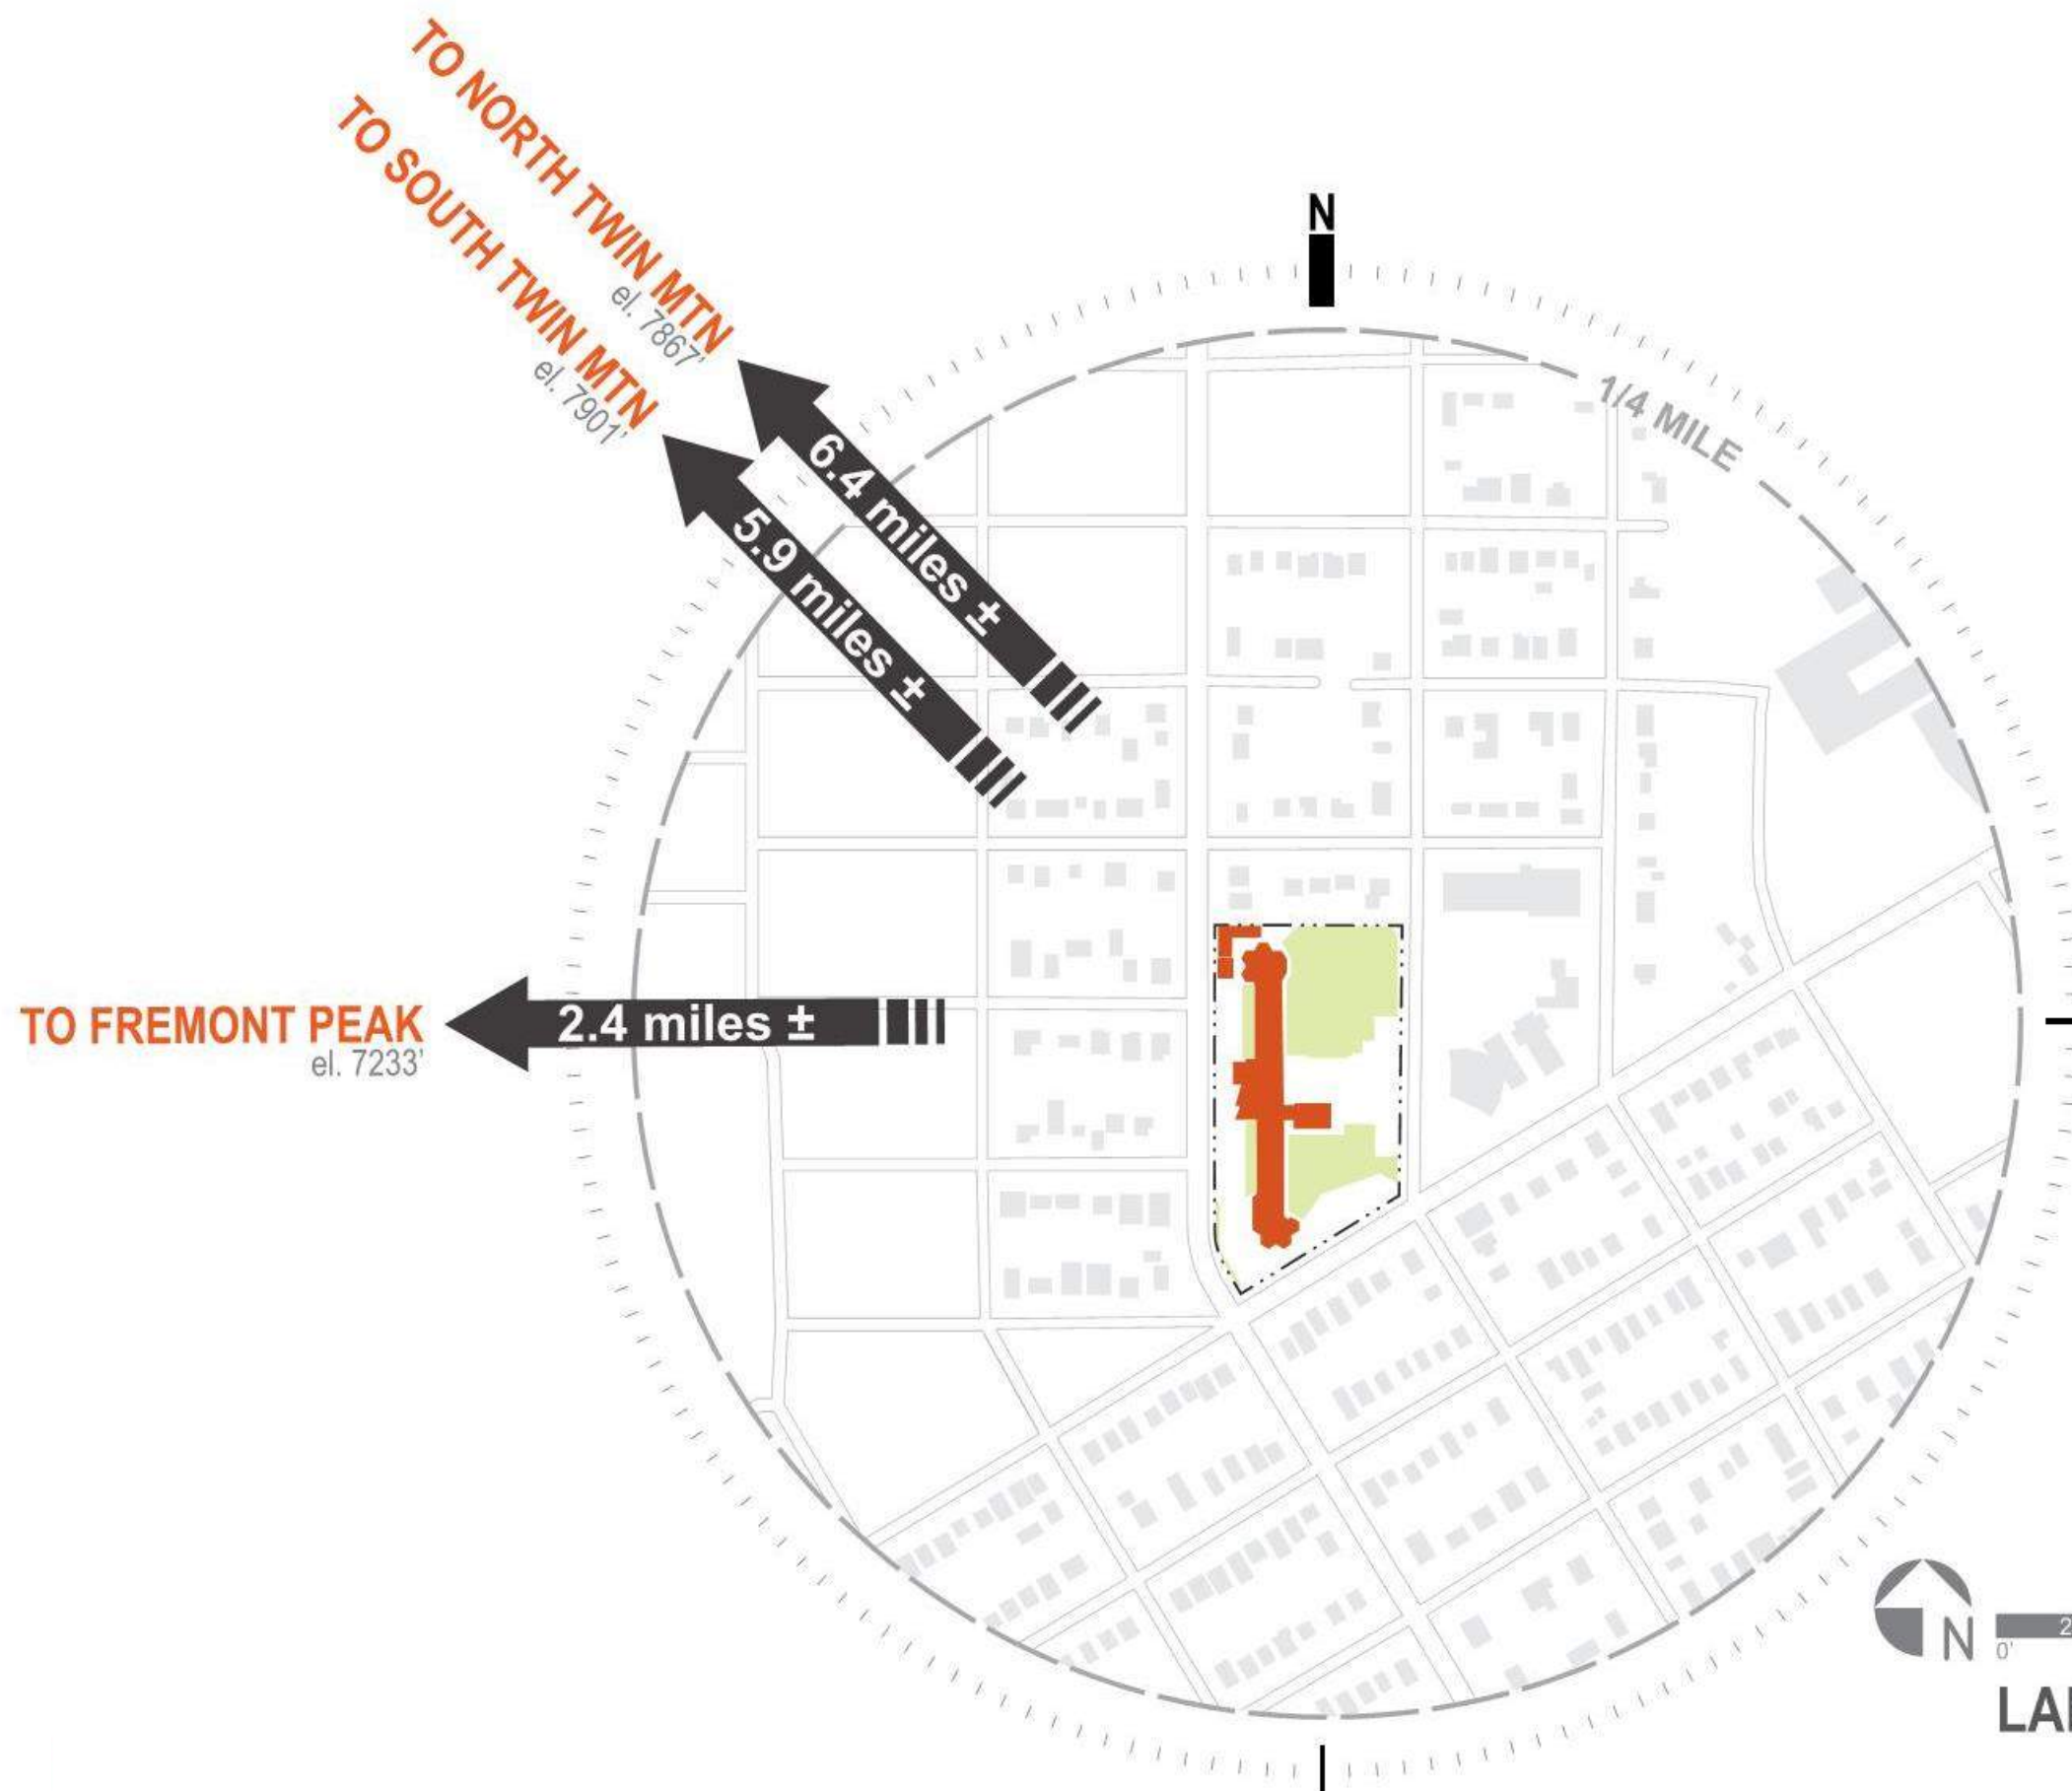 TO NORTH TWIN MTN
el. 7867'
TO SOUTH TWIN MTN
el. 7901'
N
1/4 MILE
6.4 miles ±
5.9 miles ±
TO FREMONT PEAK
el. 7233'
2.4 miles ±
N
0'
2